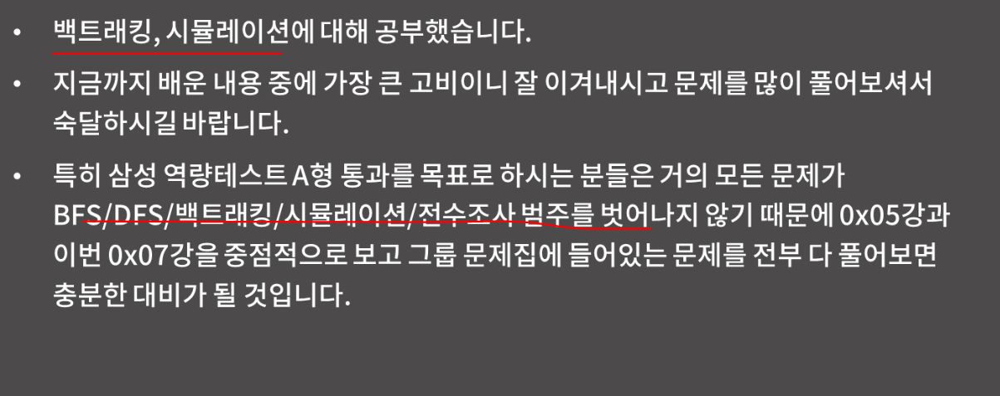 • 백트래킹, 시뮬레이션에 대해 공부했습니다.
• 지금까지 배운 내용 중에 가장 큰 고비이니 잘 이겨내시고 문제를 많이 풀어보셔서
숙달하시길 바랍니다.
• 특히 삼성 역량테스트 A형 통과를 목표로 하시는 분들은 거의 모든 문제가
BFS/DFS/백트래킹/시뮬레이션/전수조사 범주를 벗어나지 않기 때문에 0x05강과
이번 0x07강을 중점적으로 보고 그룹 문제집에 들어있는 문제를 전부 다 풀어보면
충분한 대비가 될 것입니다.